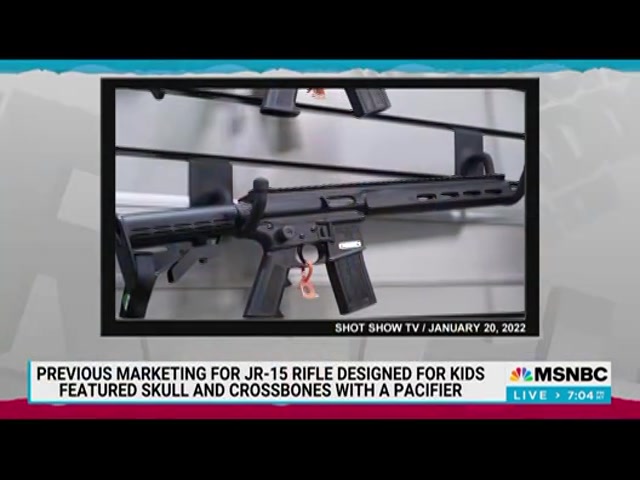 SHOT SHOW TV / JANUARY 20, 2022
PREVIOUS MARKETING FOR JR-15 RIFLE DESIGNED FOR KIDS
FEATURED SKULL AND CROSSBONES WITH A PACIFIER
MSNBC
LIVE > 7:04